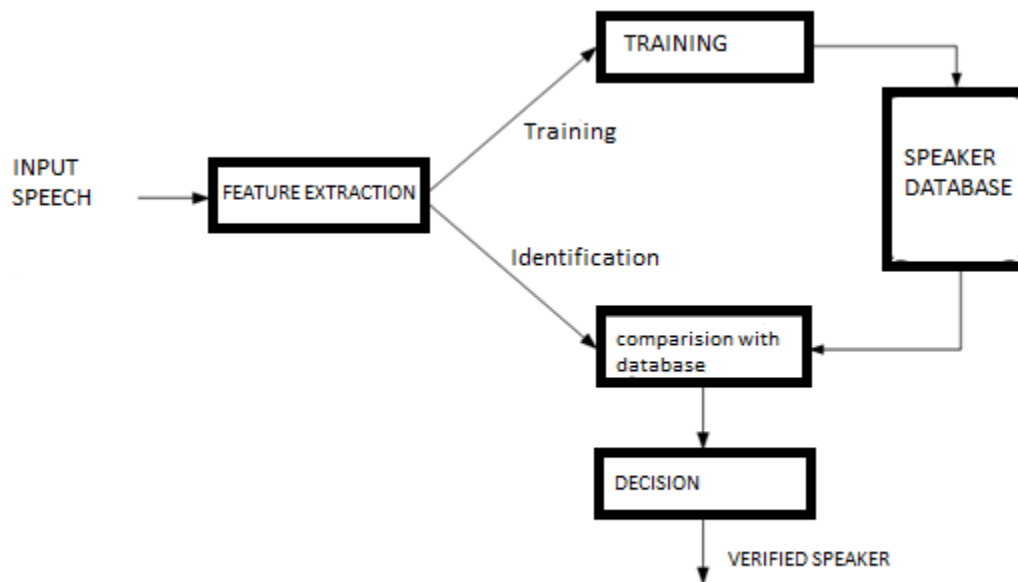 TRAINING
Training
INPUT
SPEECH
FEATURE EXTRACTION
SPEAKER
DATABASE
Identification
comparision with
database
DECISION
VERIFIED SPEAKER